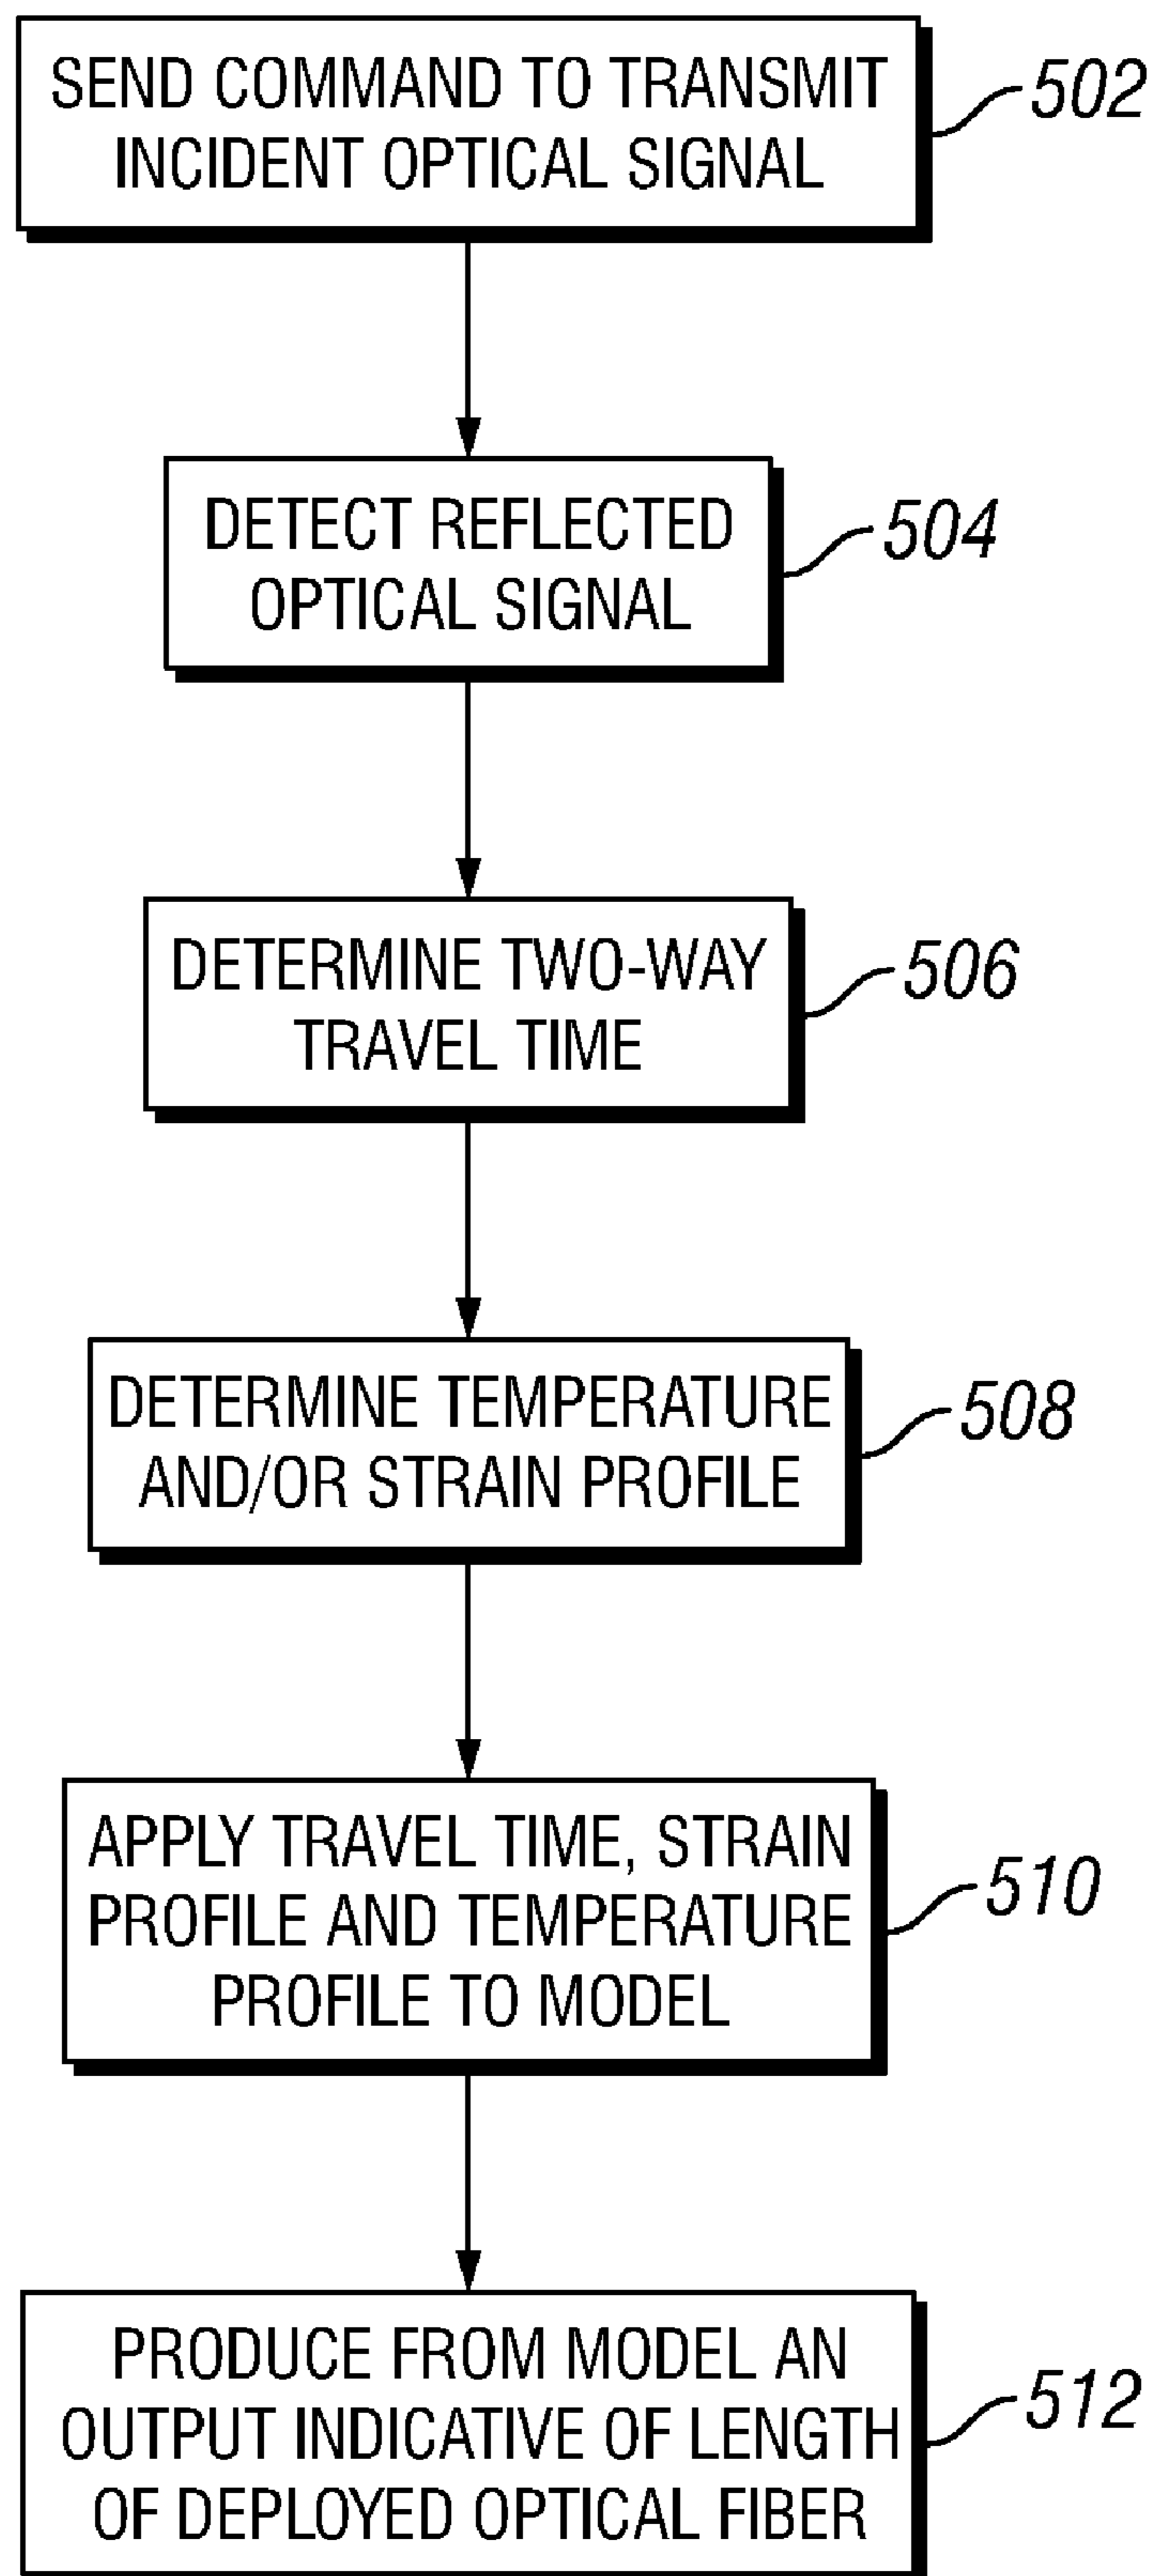 SEND COMMAND TO TRANSMIT
INCIDENT OPTICAL SIGNAL
502
DETECT REFLECTED
OPTICAL SIGNAL
504
DETERMINE TWO-WAY
TRAVEL TIME
506
DETERMINE TEMPERATURE
AND/OR STRAIN PROFILE
508
APPLY TRAVEL TIME, STRAIN
PROFILE AND TEMPERATURE
PROFILE TO MODEL
510
PRODUCE FROM MODEL AN
OUTPUT INDICATIVE OF LENGTH
OF DEPLOYED OPTICAL FIBER
512